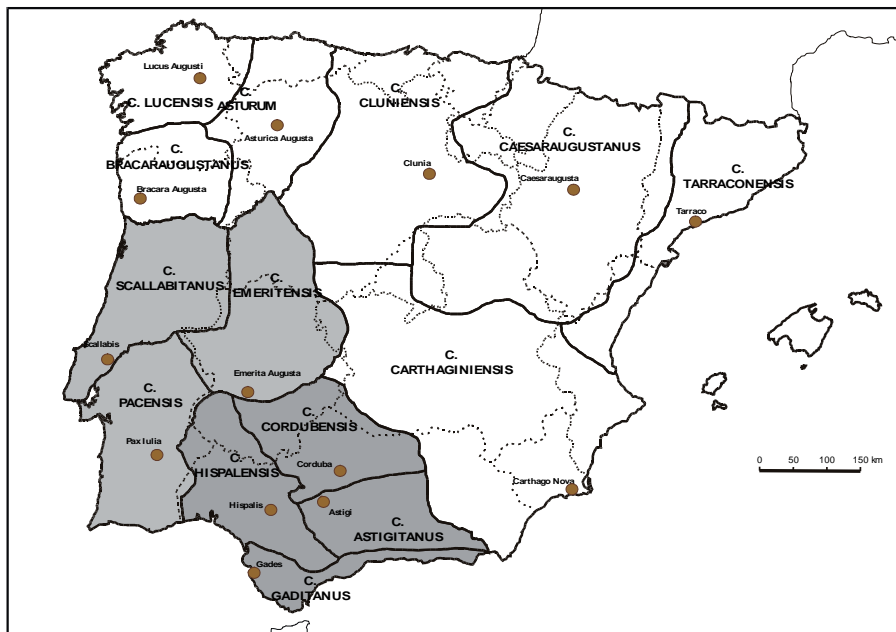 Lucus Augusti
C. LUCENSIS
C.
ASTURUM
Asturica Augusta
C.
CLUNIENSIS
Clunia
C.
CAESARAUGUSTANUS
Caesaraugusta
C.
TARRACONENSIS
Tarraco
C.
BRACARAUGUSTANUS
Bracara Augusta
C.
SCALLABITANUS
Scallabis
C.
EMERITENSIS
Emerita Augusta
C.
CARTHAGINIENSIS
Carthago Nova
C.
PACENSIS
Pax Iulia
C.
CORDUBENSIS
Corduba
C.
HISPALENSIS
Hispalis
Astigi
C.
ASTIGITANUS
Gades
C.
GADITANUS
0 50 100 150 km